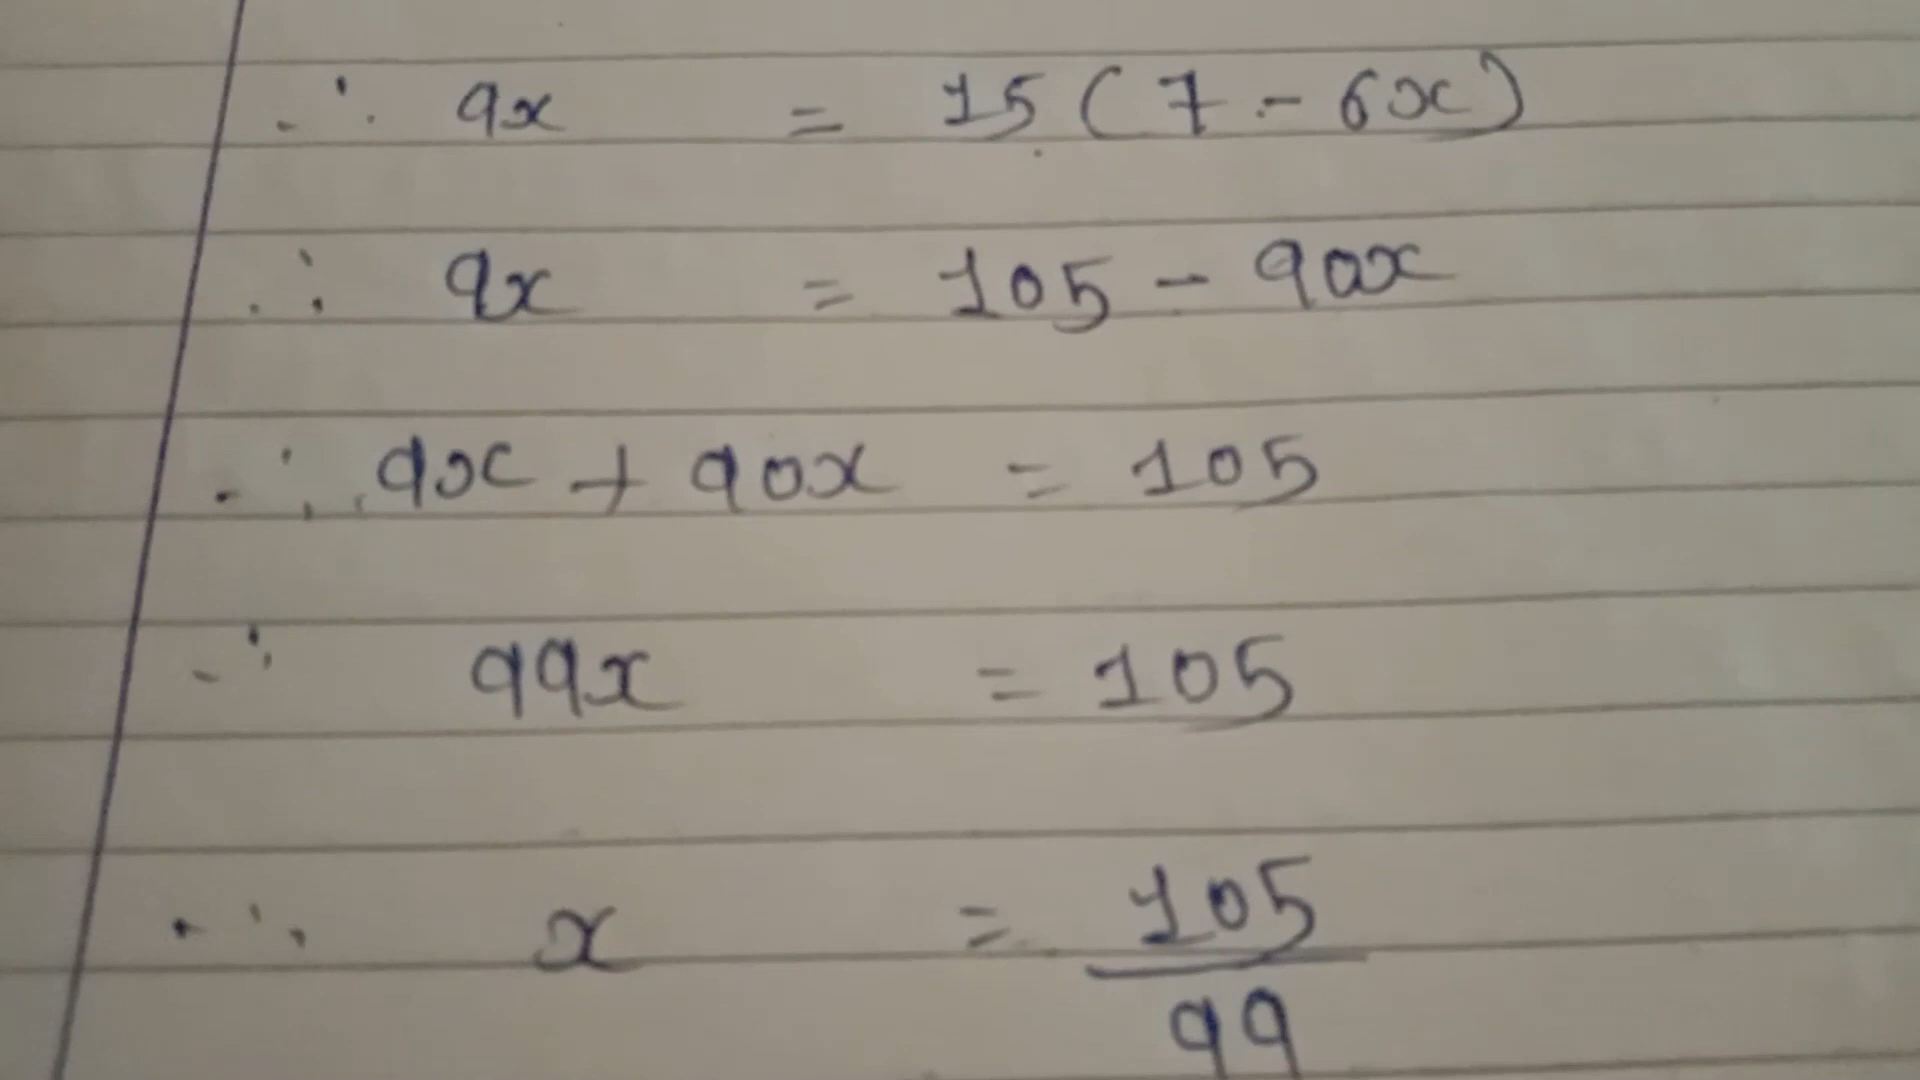 ∴ 9x = 15 (7 - 6x)
∴ 9x = 105 - 90x
∴ 9x + 90x = 105
∴ 99x = 105
∴ x = 105/99